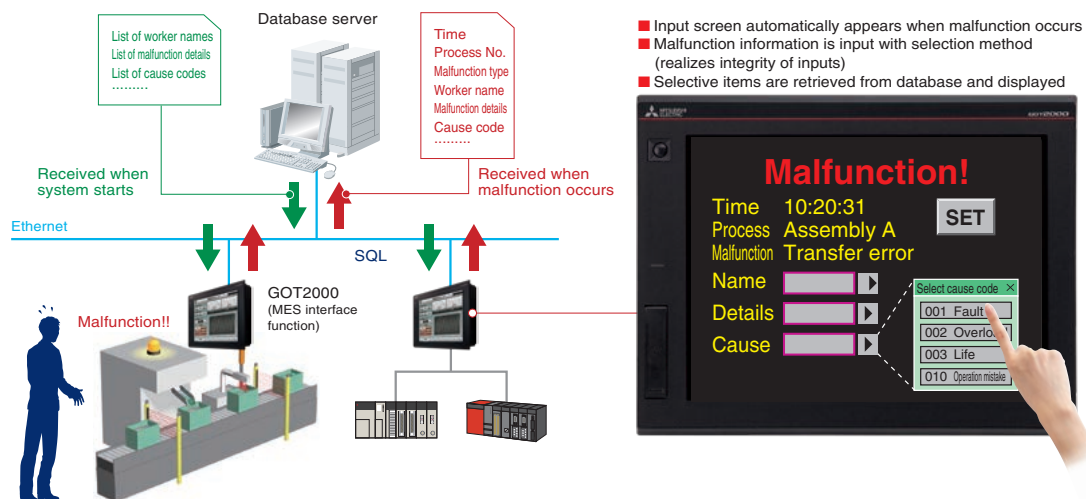 Database server
List of worker names
List of malfunction details
List of cause codes
.........
Time
Process No.
Malfunction type
Worker name
Malfunction details
Cause code
.........
Received when
system starts
Received when
malfunction occurs
Ethernet
SQL
GOT2000
(MES interface
function)
Malfunction!!
■ Input screen automatically appears when malfunction occurs
■ Malfunction information is input with selection method
(realizes integrity of inputs)
■ Selective items are retrieved from database and displayed
MITSUBISHI
ELECTRIC
GOT2000
Malfunction!
Time 10:20:31
Process Assembly A
Malfunction Transfer error
SET
Name
Details
Cause
Select cause code ×
001 Fault
002 Overlo
003 Life
010 Operation mistake